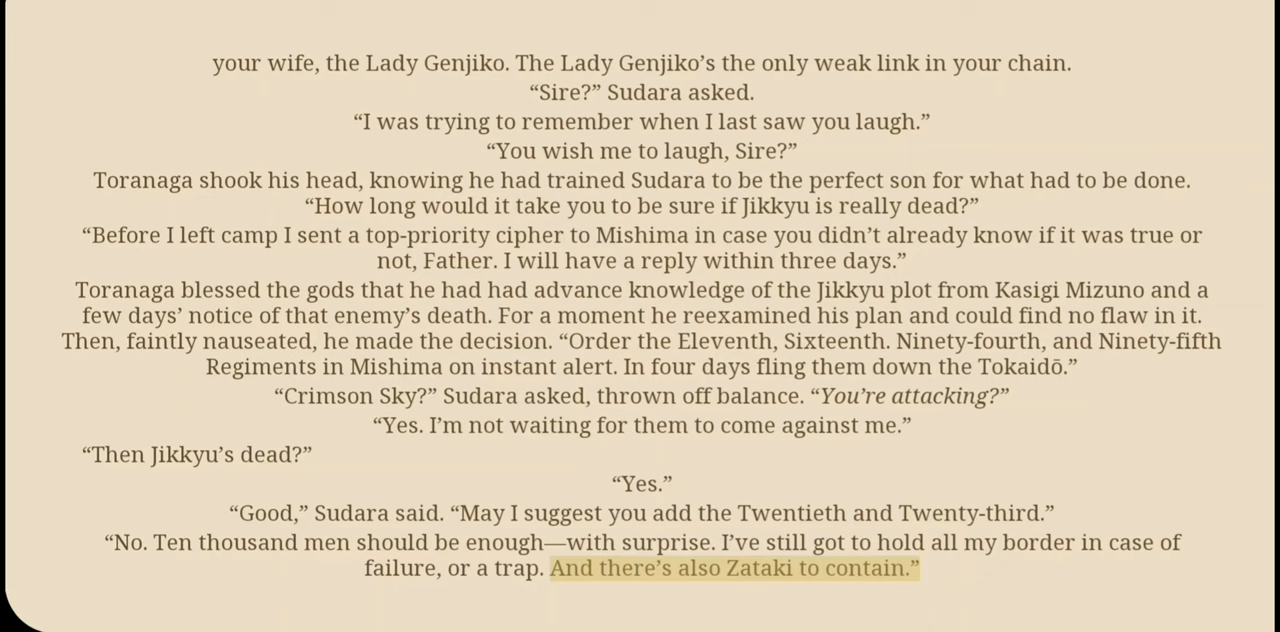 your wife, the Lady Genjiko. The Lady Genjiko’s the only weak link in your chain.
“Sire?” Sudara asked.
“I was trying to remember when I last saw you laugh.”
“You wish me to laugh, Sire?”
Toranaga shook his head, knowing he had trained Sudara to be the perfect son for what had to be done.
“How long would it take you to be sure if Jikkyu is really dead?”
“Before I left camp I sent a top-priority cipher to Mishima in case you didn’t already know if it was true or
not, Father. I will have a reply within three days.”
Toranaga blessed the gods that he had had advance knowledge of the Jikkyu plot from Kasigi Mizuno and a
few days’ notice of that enemy’s death. For a moment he reexamined his plan and could find no flaw in it.
Then, faintly nauseated, he made the decision. “Order the Eleventh, Sixteenth. Ninety-fourth, and Ninety-fifth
Regiments in Mishima on instant alert. In four days fling them down the Tokaidō.”
“Crimson Sky?” Sudara asked, thrown off balance. “You’re attacking?”
“Yes. I’m not waiting for them to come against me.”
“Then Jikkyu’s dead?”
“Yes.”
“Good,” Sudara said. “May I suggest you add the Twentieth and Twenty-third.”
“No. Ten thousand men should be enough—with surprise. I’ve still got to hold all my border in case of
failure, or a trap. And there’s also Zataki to contain.”